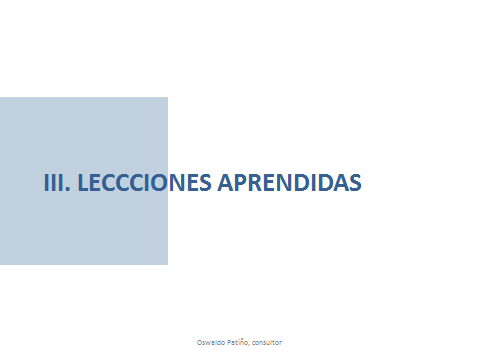 III. LECCCIONES APRENDIDAS
Oswaldo Patiño, consultor